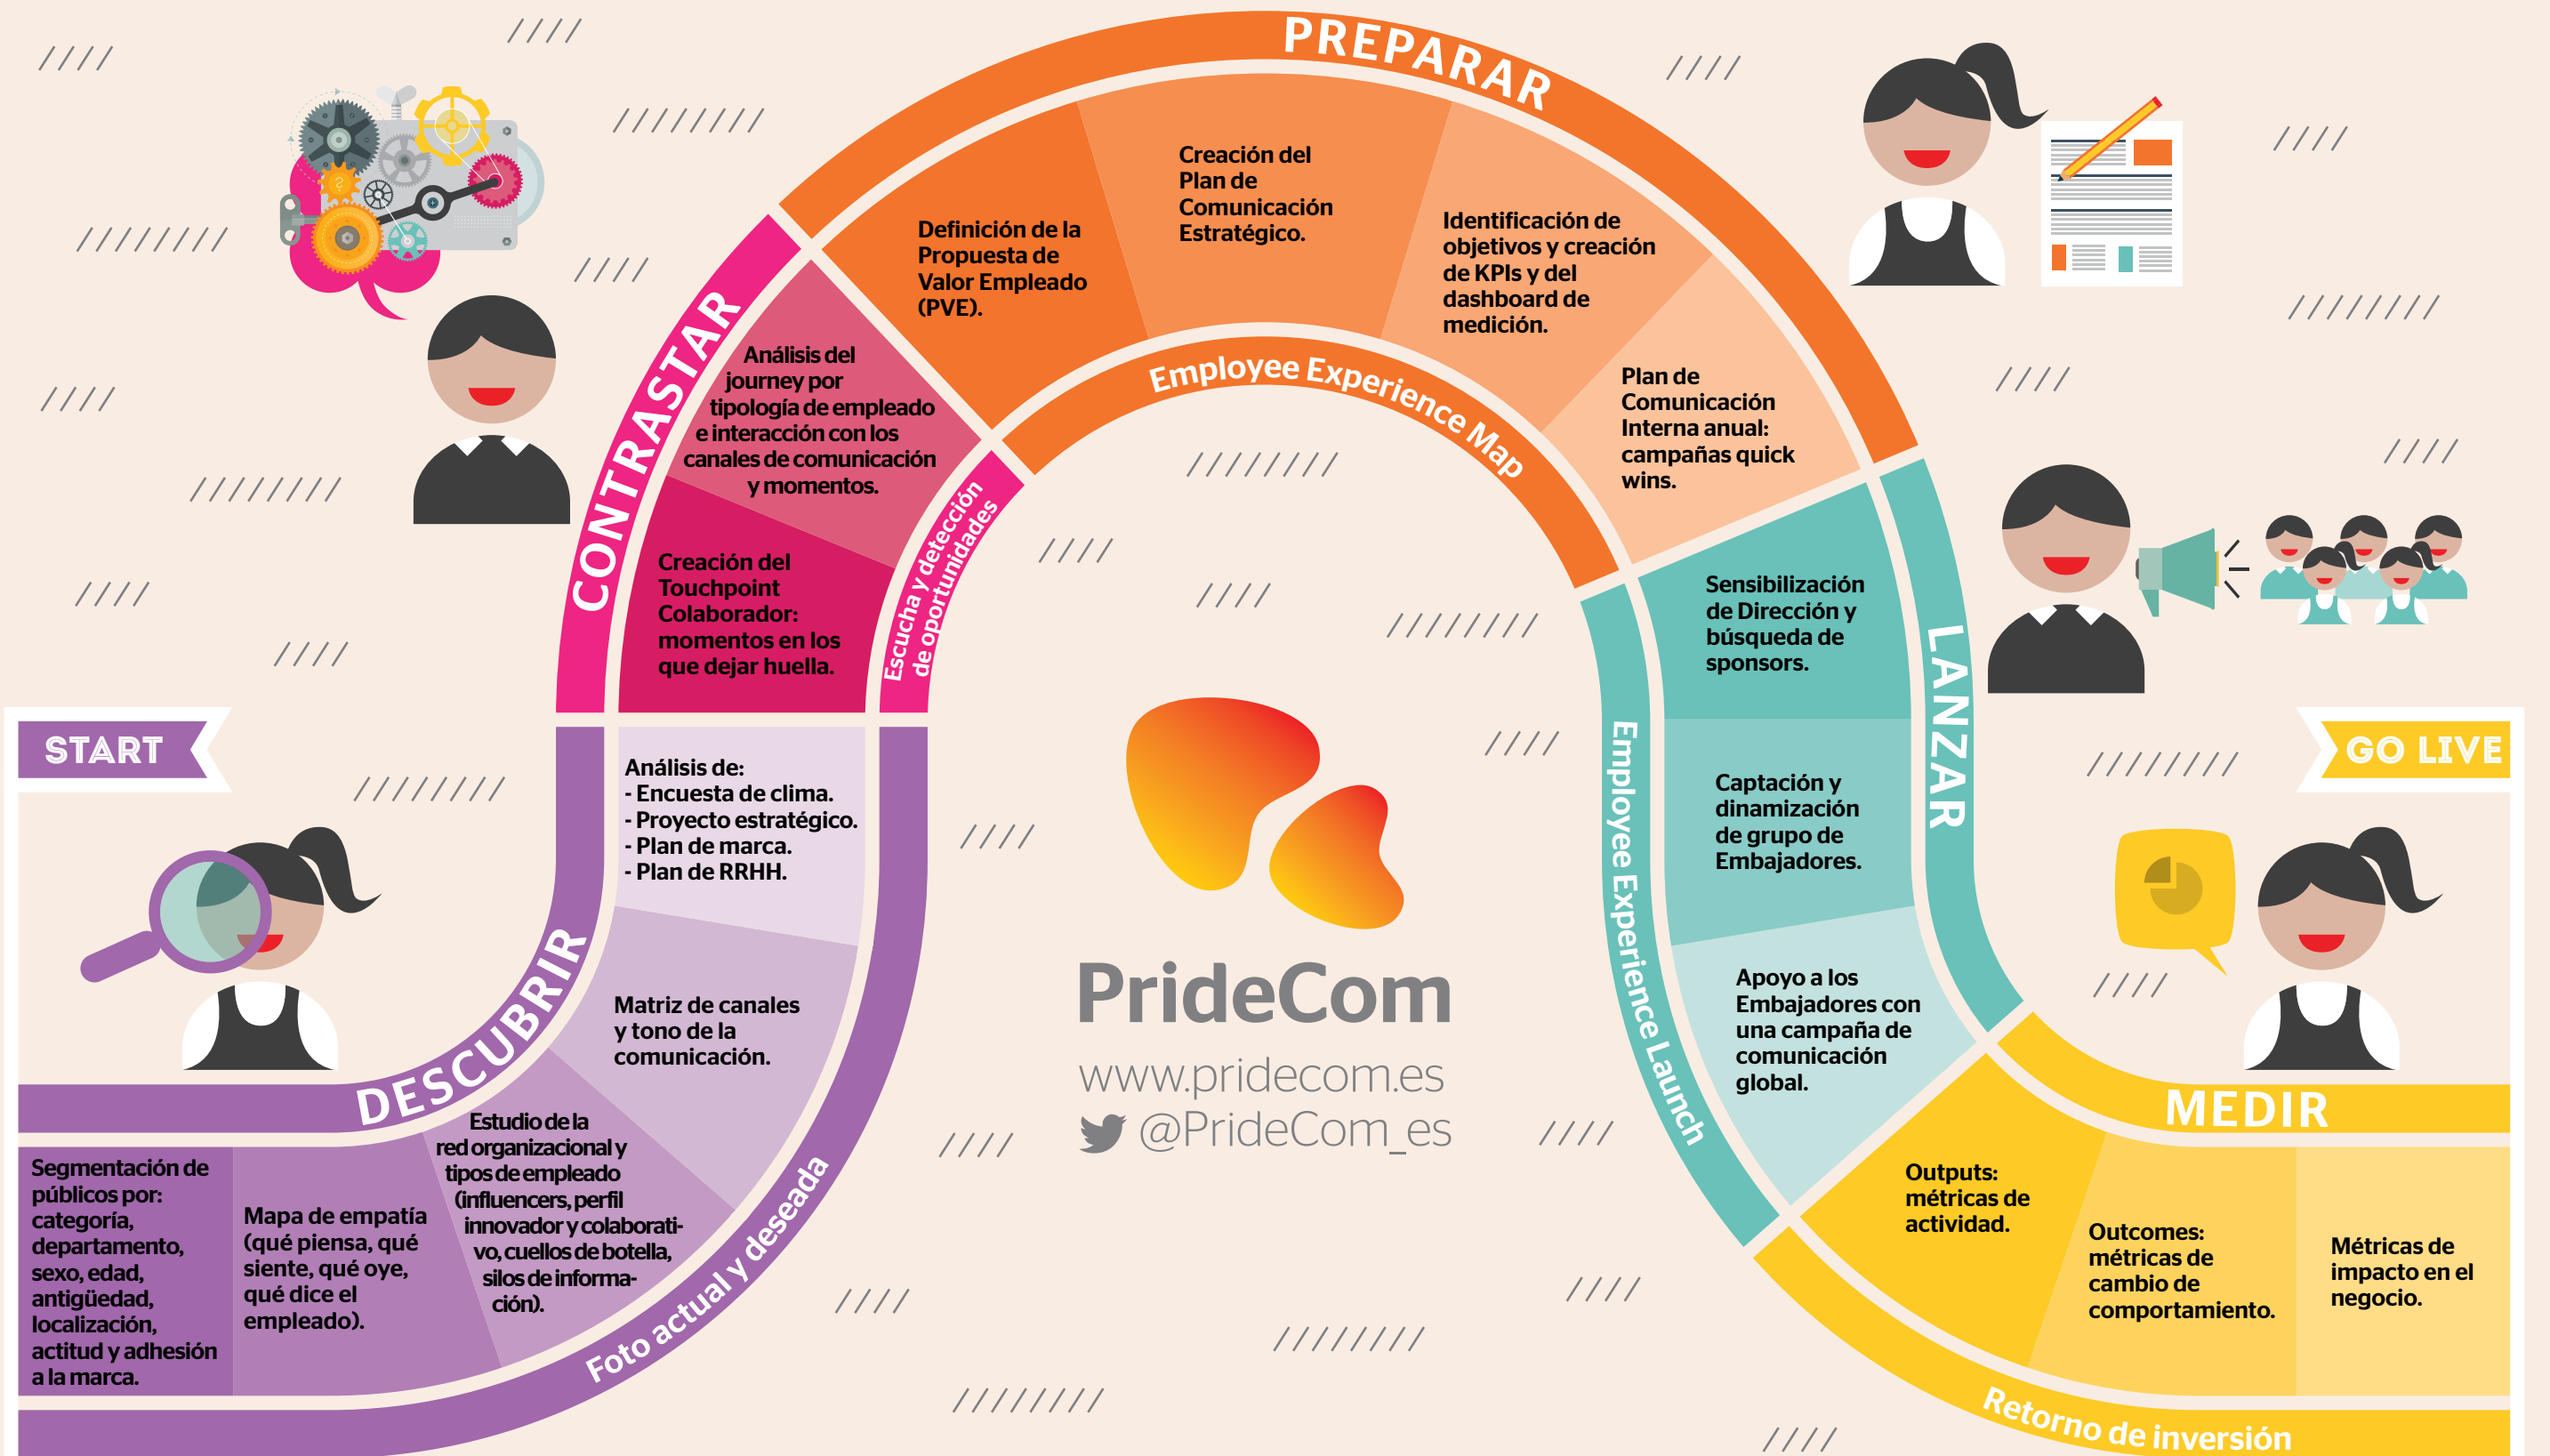 START
DESCUBRIR
Segmentación de
públicos por:
categoría,
departamento,
sexo, edad,
antigüedad,
localización,
actitud y adhesión
a la marca.
Mapa de empatía
(qué piensa, qué
siente, qué oye,
qué dice el
empleado).
Estudio de la
red organizacional y
tipos de empleado
(influencers, perfil
innovador y colaborati-
vo, cuellos de botella,
silos de informa-
ción).
Matriz de canales
y tono de la
comunicación.
Análisis de:
- Encuesta de clima.
- Proyecto estratégico.
- Plan de marca.
- Plan de RRHH.
Foto actual y deseada
CONTRASTAR
Creación del
Touchpoint
Colaborador:
momentos en los
que dejar huella.
Análisis del
journey por
tipología de empleado
e interacción con los
canales de comunicación
y momentos.
Escucha y detección
de oportunidades
PREPARAR
Definición de la
Propuesta de
Valor Empleado
(PVE).
Creación del
Plan de
Comunicación
Estratégico.
Identificación de
objetivos y creación
de KPIs y del
dashboard de
medición.
Plan de
Comunicación
Interna anual:
campañas quick
wins.
Employee Experience Map
LANZAR
Sensibilización
de Dirección y
búsqueda de
sponsors.
Captación y
dinamización
de grupo de
Embajadores.
Apoyo a los
Embajadores con
una campaña de
comunicación
global.
Employee Experience Launch
GO LIVE
MEDIR
Outputs:
métricas de
actividad.
Outcomes:
métricas de
cambio de
comportamiento.
Métricas de
impacto en el
negocio.
Retorno de inversión
PrideCom
www.pridecom.es
@PrideCom_es